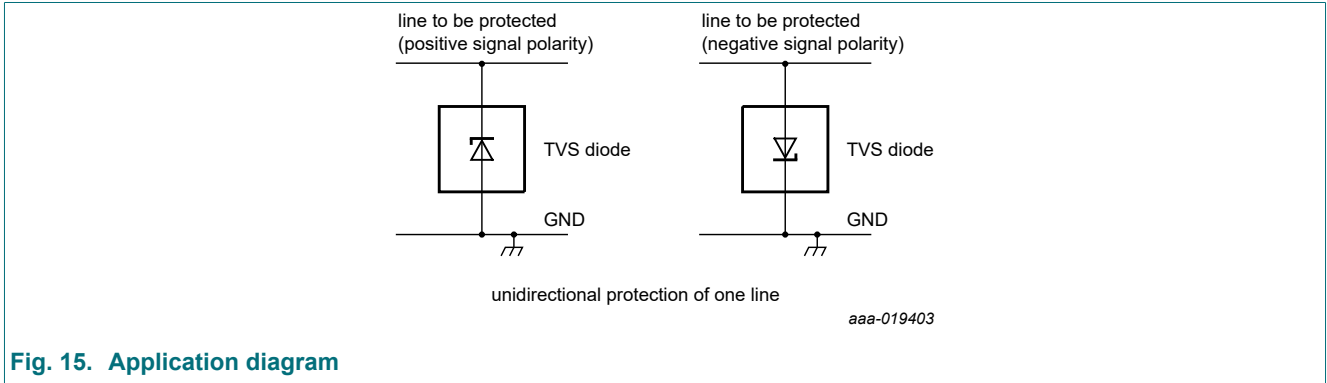 line to be protected
(positive signal polarity)
TVS diode
GND
line to be protected
(negative signal polarity)
TVS diode
GND
unidirectional protection of one line
aaa-019403
Fig. 15. Application diagram